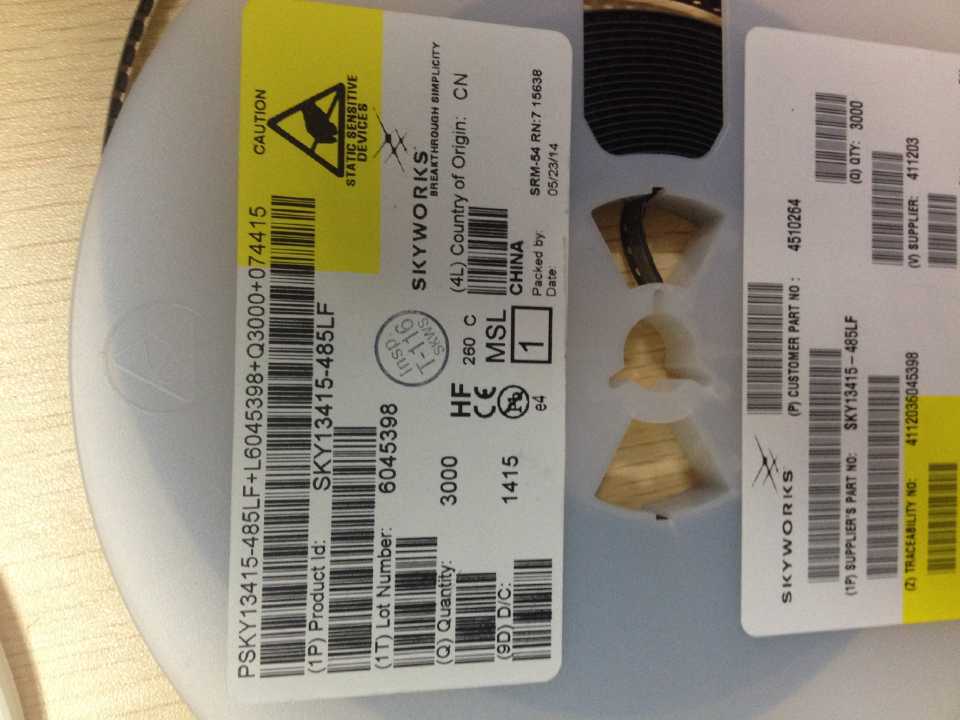 PSKY13415-485LF+L6045398+Q3000+074415
CAUTION
STATIC SENSITIVE
DEVICES
(1P) Product Id:
SKY13415-485LF
SKYWORKS
BREAKTHROUGH SIMPLICITY
(1T) Lot Number:
6045398
Insp.
T-116
SKWS
(4L) Country of Origin: CN
CHINA
(Q) Quantity:
3000
HF
260 C
CE
MSL
1
Pb
e4
(9D) D/C:
1415
Packed by: SRM-54 RN:7 15638
Date: 05/23/14
SKYWORKS
(P) CUSTOMER PART NO : 4510264
(1P) SUPPLIER'S PART NO: SKY13415-485LF
(Q) QTY: 3000
(Z) TRACEABILITY NO: 4112036045398
(V) SUPPLIER: 411203